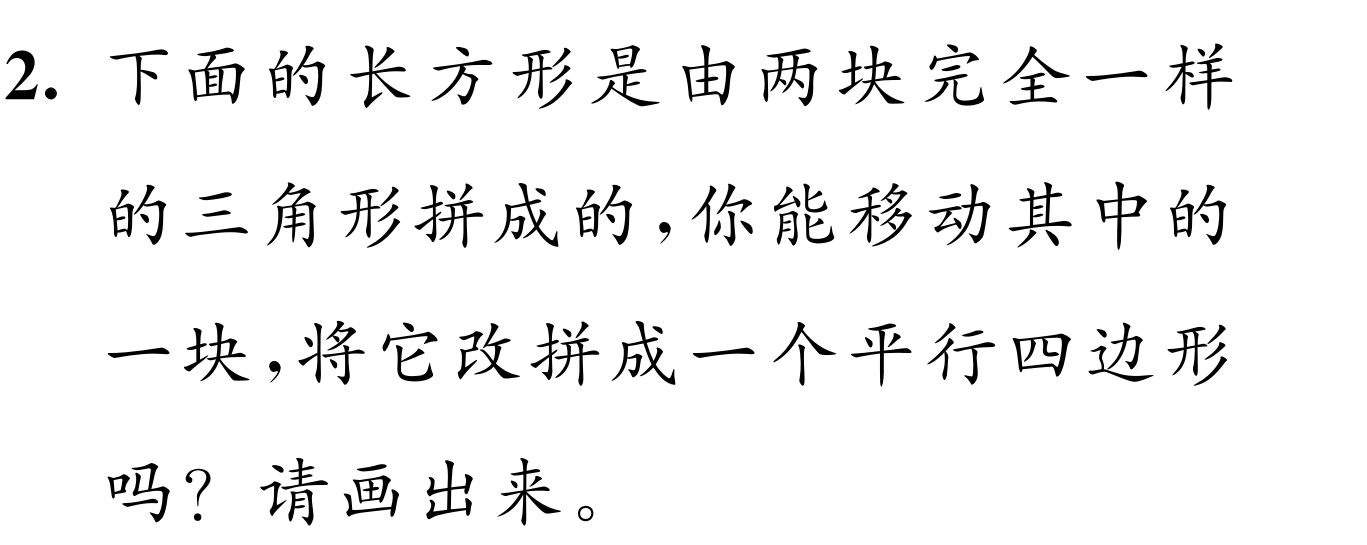 2. 下面的长方形是由两块完全一样
的三角形拼成的,你能移动其中的
一块,将它改拼成一个平行四边形
吗? 请画出来。